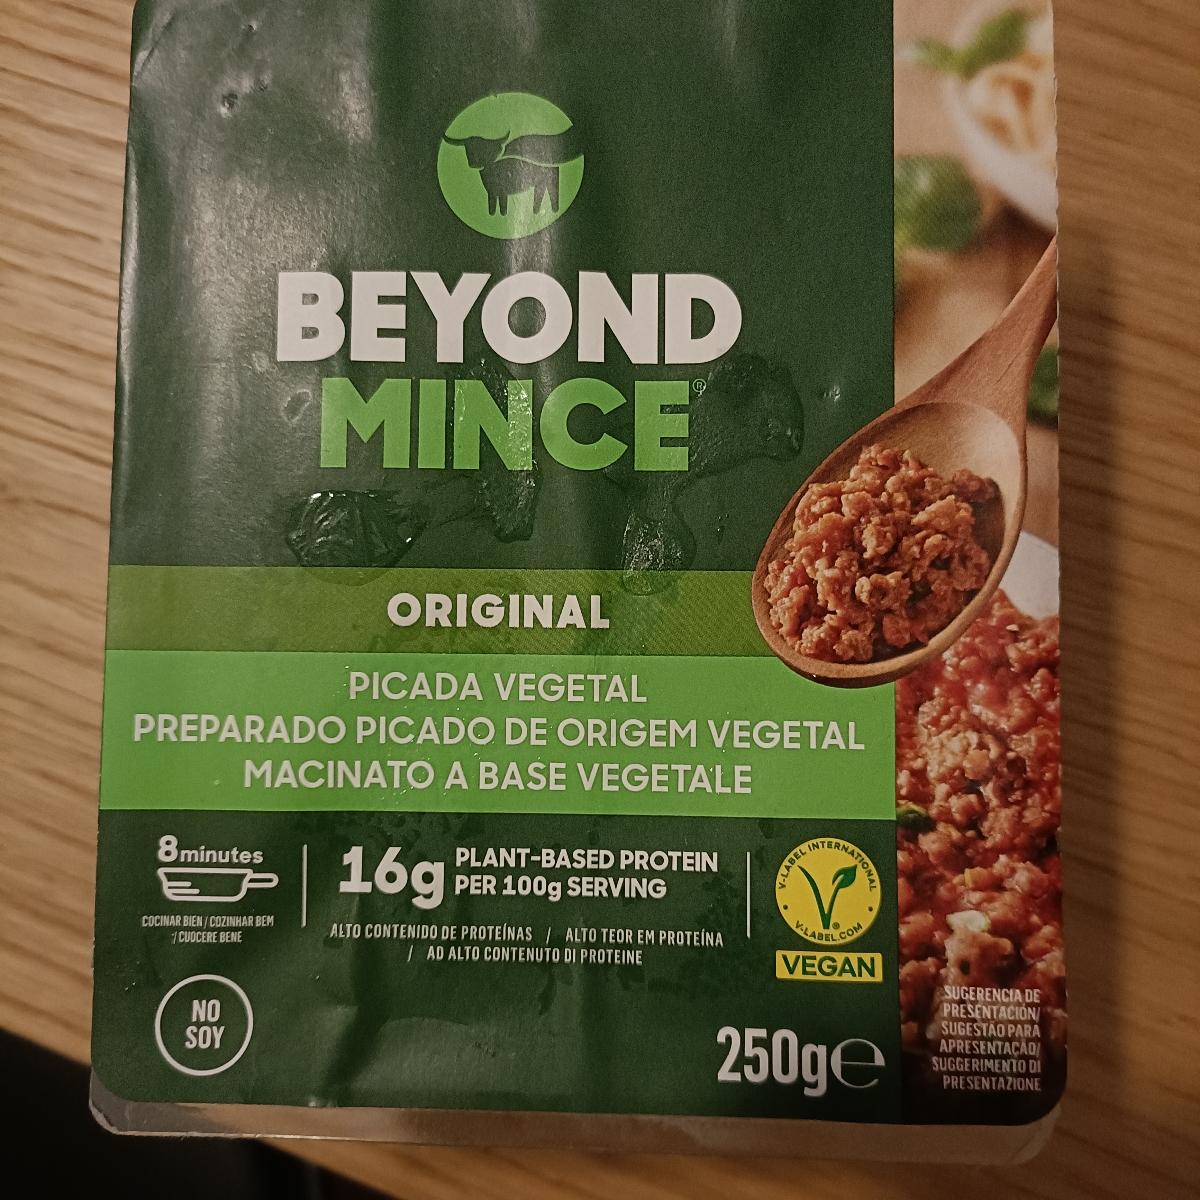 BEYOND
MINCE®
ORIGINAL
PICADA VEGETAL
PREPARADO PICADO DE ORIGEM VEGETAL
MACINATO A BASE VEGETALE
8 minutes
COCINAR BIEN / COZINHAR BEM
/ CUOCERE BENE
16g PLANT-BASED PROTEIN
PER 100g SERVING
ALTO CONTENIDO DE PROTEÍNAS / ALTO TEOR EM PROTEÍNA
/ AD ALTO CONTENUTO DI PROTEINE
V-LABEL INTERNATIONAL
V-LABEL.COM
VEGAN
NO
SOY
250g℮
SUGERENCIA DE
PRESENTACIÓN/
SUGESTÃO PARA
APRESENTAÇÃO/
SUGGERIMENTO DI
PRESENTAZIONE